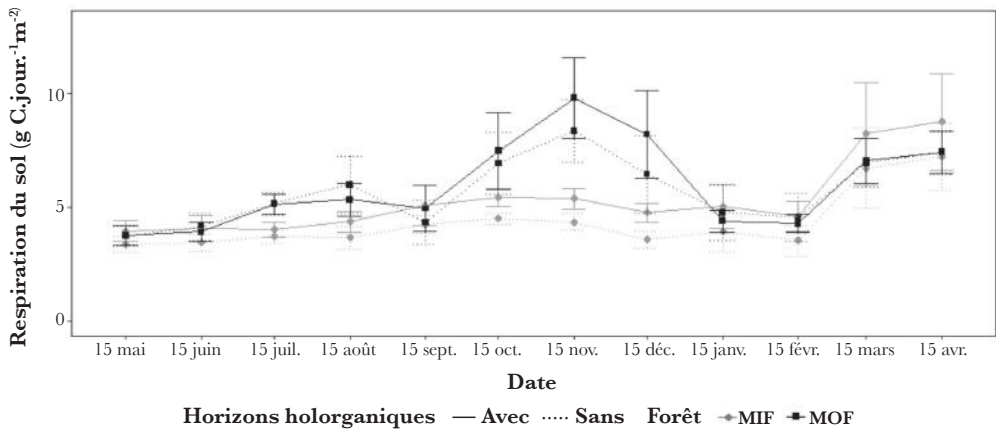 Respiration du sol (g C.jour.-1m-2)
10
5
0
15 mai 15 juin 15 juil. 15 août 15 sept. 15 oct. 15 nov. 15 déc. 15 janv. 15 févr. 15 mars 15 avr.
Date
Horizons holorganiques Avec Sans Forêt MIF MOF